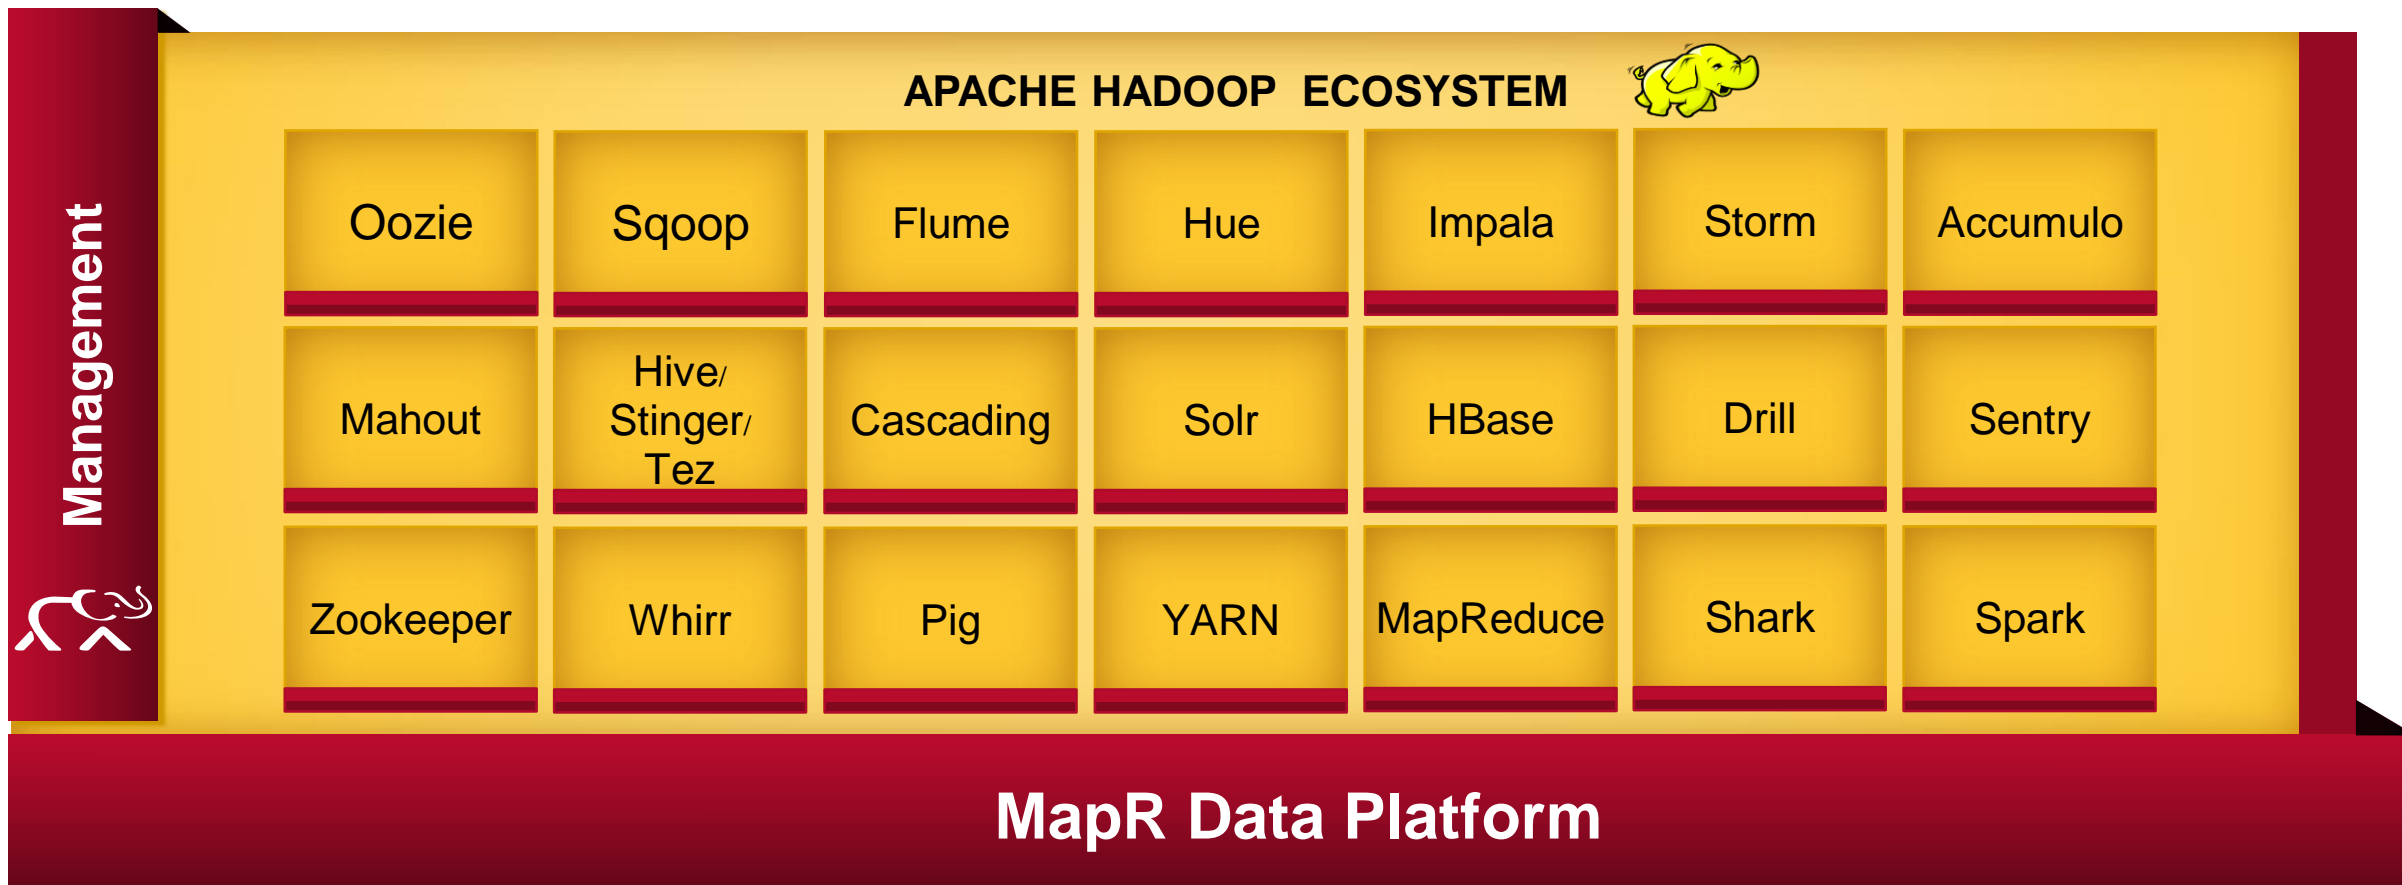 APACHE HADOOP ECOSYSTEM
Management
Oozie
Sqoop
Flume
Hue
Impala
Storm
Accumulo
Mahout
Hive/
Stinger/
Tez
Cascading
Solr
HBase
Drill
Sentry
Zookeeper
Whirr
Pig
YARN
MapReduce
Shark
Spark
MapR Data Platform